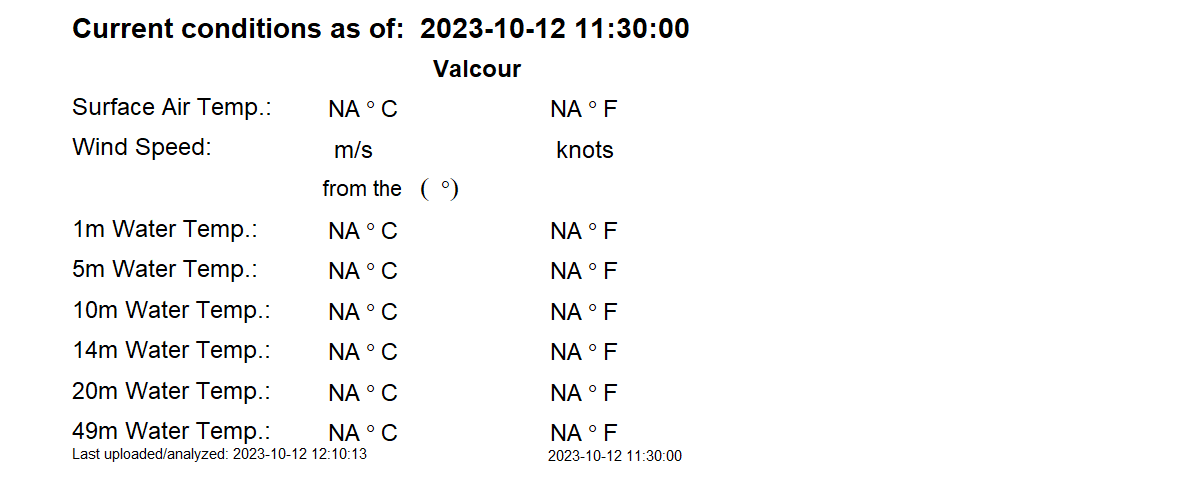 Current conditions as of:  2023-10-12 11:30:00
Valcour
Surface Air Temp.: NA ° C NA ° F
Wind Speed: m/s knots
from the ( °)
1m Water Temp.: NA ° C NA ° F
5m Water Temp.: NA ° C NA ° F
10m Water Temp.: NA ° C NA ° F
14m Water Temp.: NA ° C NA ° F
20m Water Temp.: NA ° C NA ° F
49m Water Temp.: NA ° C NA ° F
Last uploaded/analyzed: 2023-10-12 12:10:13 2023-10-12 11:30:00